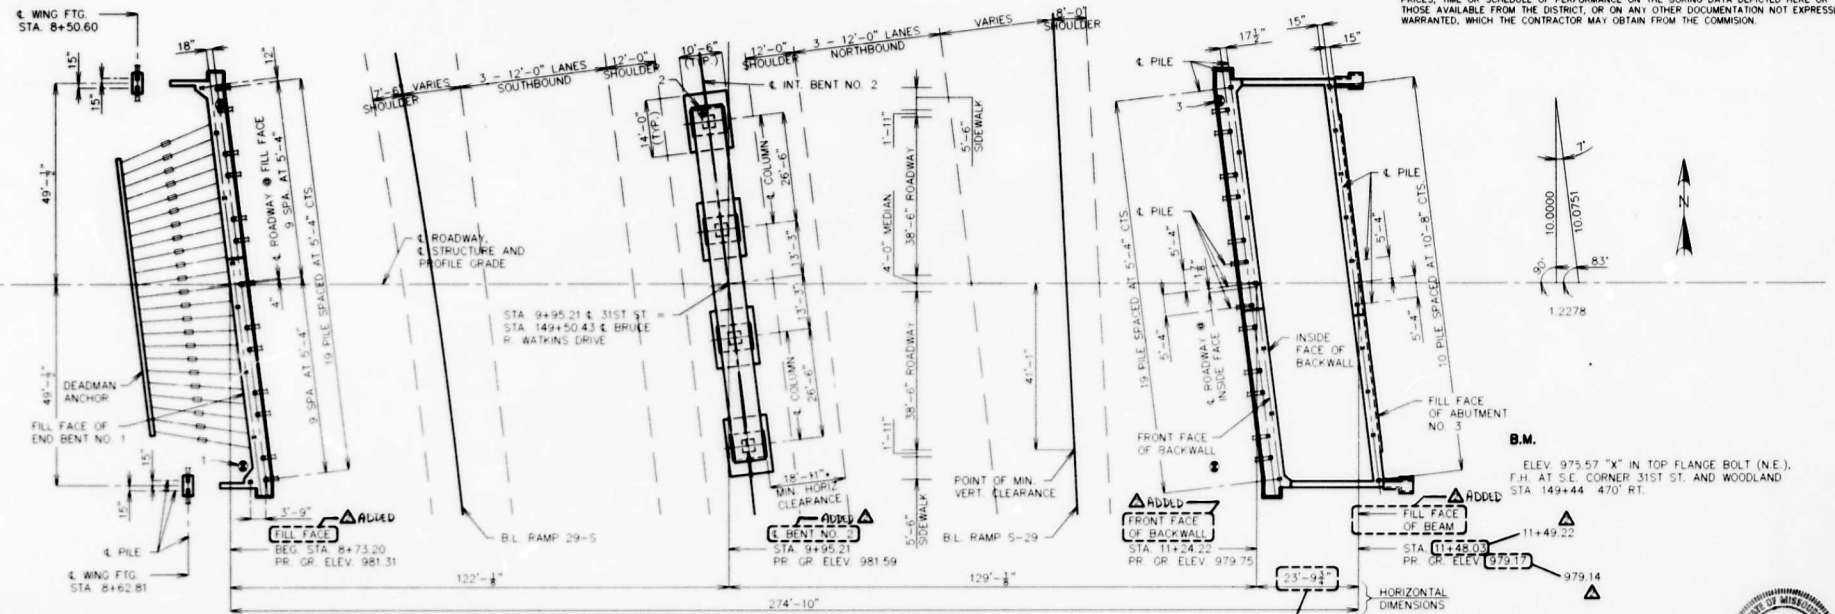 PRICES, TIME OR SCHEDULE OF PERFORMANCE ON THE BORING DATA DEPICTED HERE OR
THOSE AVAILABLE FROM THE DISTRICT, OR ON ANY OTHER DOCUMENTATION NOT EXPRESS
WARRANTED, WHICH THE CONTRACTOR MAY OBTAIN FROM THE COMMISION.
℄ WING FTG.
STA. 8+50.60
15"
15"
18"
12"
49'-1½"
49'-1½"
℄ ROADWAY @ FILL FACE
9 SPA. AT 5'-4"
19 PILE SPACED AT 5'-4" CTS.
4"
9 SPA. AT 5'-4"
DEADMAN
ANCHOR
FILL FACE OF
END BENT NO. 1
1
15"
15"
℄ PILE
3'-9"
℄ WING FTG.
STA. 8+62.81
FILL FACE
ADDED
BEG. STA. 8+73.20
PR. GR. ELEV. 981.31
7'-6"
SHOULDER
VARIES
3 - 12'-0" LANES
SOUTHBOUND
12'-0"
SHOULDER
10'-6"
(TYP.)
12'-0"
SHOULDER
3 - 12'-0" LANES
NORTHBOUND
VARIES
8'-0"
SHOULDER
2
℄ INT. BENT NO. 2
14'-0"
(TYP.)
℄ COLUMN
26'-6"
13'-3"
13'-3"
℄ COLUMN
26'-6"
1'-11"
5'-6"
SIDEWALK
38'-6" ROADWAY
4'-0" MEDIAN
38'-6" ROADWAY
1'-11"
5'-6"
SIDEWALK
41'-1"
℄ ROADWAY,
℄ STRUCTURE AND
PROFILE GRADE
STA. 9+95.21 ℄ 31ST ST. =
STA. 149+50.43 ℄ BRUCE
R. WATKINS DRIVE
18'-11"
MIN. HORIZ
CLEARANCE
POINT OF MIN.
VERT. CLEARANCE
B.L. RAMP 29-S
B.L. RAMP S-29
ADDED
℄ BENT NO. 2
STA. 9+95.21
PR. GR. ELEV. 981.59
17½"
15"
15"
℄ PILE
3
℄ PILE
5'-4"
5'-4"
19 PILE SPACED AT 5'-4" CTS.
℄ ROADWAY @
INSIDE FACE
INSIDE
FACE OF
BACKWALL
FRONT FACE
OF BACKWALL
℄ PILE
5'-4"
5'-4"
10 PILE SPACED AT 10'-8" CTS.
FILL FACE
OF ABUTMENT
NO. 3
ADDED
FRONT FACE
OF BACKWALL
STA. 11+24.22
PR. GR. ELEV. 979.75
ADDED
FILL FACE
OF BEAM
STA. 11+48.03
PR. GR. ELEV. 979.17
11+49.22
979.14
7°
10.0000
10.0751
90°
83°
1.2278
N
B.M.
ELEV. 975.57 "X" IN TOP FLANGE BOLT (N.E.),
F.H. AT S.E. CORNER 31ST ST. AND WOODLAND
STA. 149+44 470' RT.
122'-⅛"
129'-⅛"
23'-9¾"
274'-10"
HORIZONTAL
DIMENSIONS
OF MISSOURI